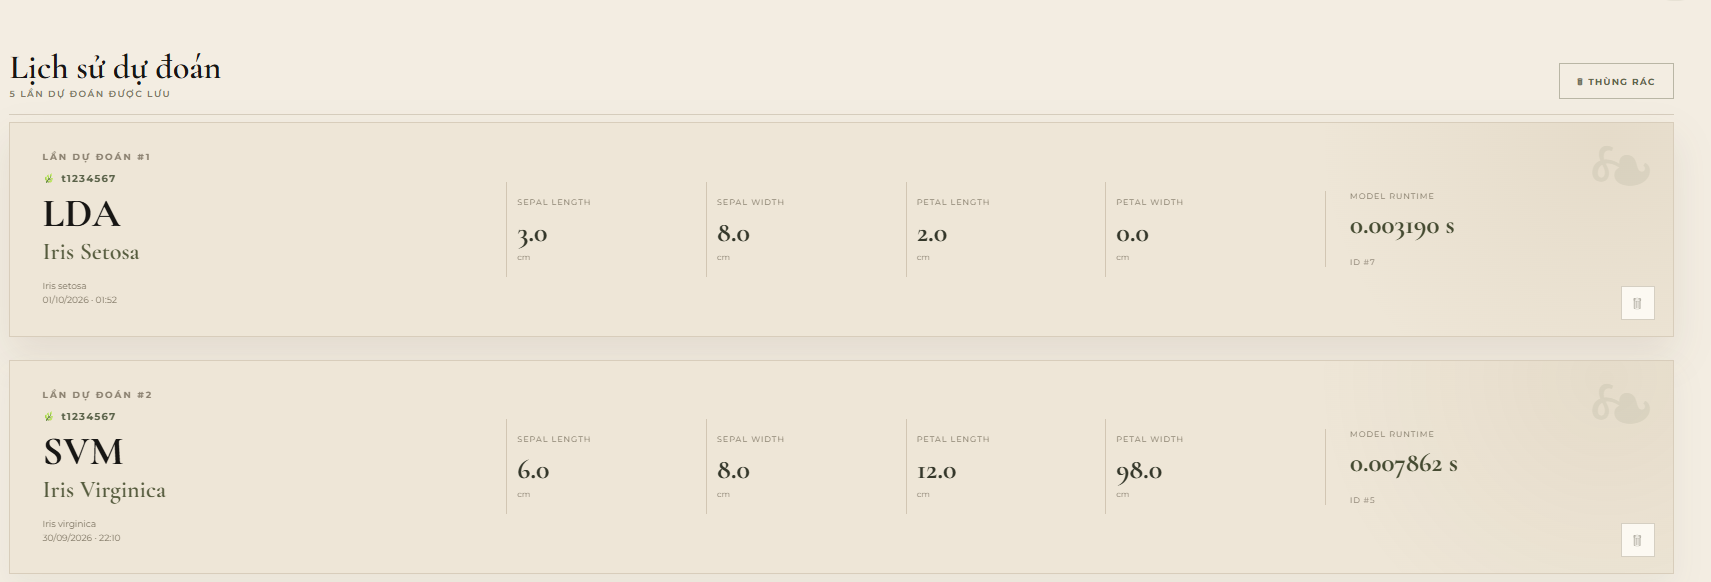 Lịch sử dự đoán
5 LẦN DỰ ĐOÁN ĐƯỢC LƯU
THÙNG RÁC
LẦN DỰ ĐOÁN #1
t1234567
LDA
Iris Setosa
Iris setosa
01/10/2026 · 01:52
SEPAL LENGTH
3.0
cm
SEPAL WIDTH
8.0
cm
PETAL LENGTH
2.0
cm
PETAL WIDTH
0.0
cm
MODEL RUNTIME
0.003190 s
ID #7
LẦN DỰ ĐOÁN #2
t1234567
SVM
Iris Virginica
Iris virginica
30/09/2026 · 22:10
SEPAL LENGTH
6.0
cm
SEPAL WIDTH
8.0
cm
PETAL LENGTH
12.0
cm
PETAL WIDTH
98.0
cm
MODEL RUNTIME
0.007862 s
ID #5